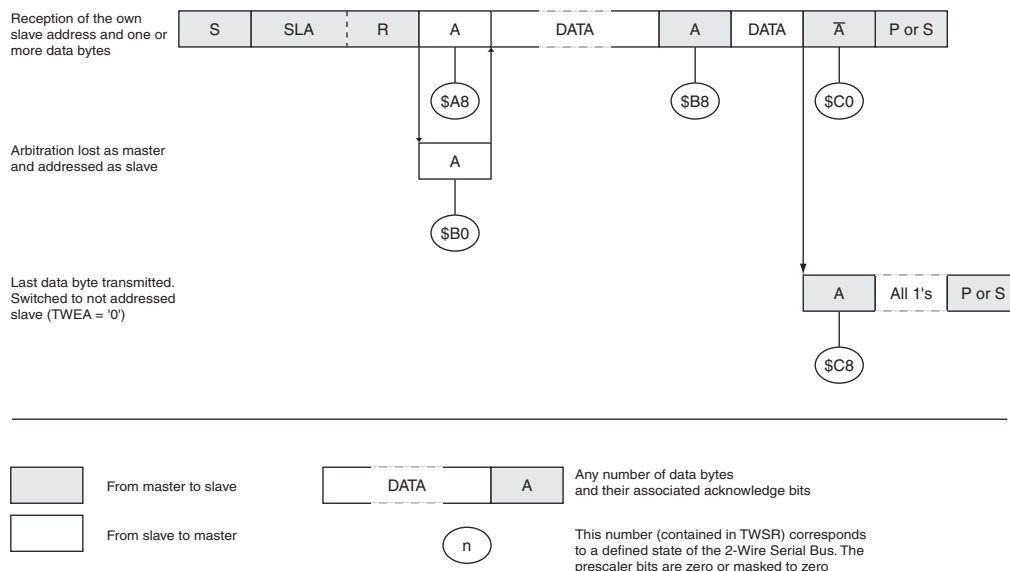 Reception of the own
slave address and one or
more data bytes
S SLA R A DATA A DATA A̅ P or S
$A8 $B8 $C0
Arbitration lost as master
and addressed as slave
A
$B0
Last data byte transmitted.
Switched to not addressed
slave (TWEA = '0')
A All 1's P or S
$C8
From master to slave
DATA A
Any number of data bytes
and their associated acknowledge bits
From slave to master
n
This number (contained in TWSR) corresponds
to a defined state of the 2-Wire Serial Bus. The
prescaler bits are zero or masked to zero